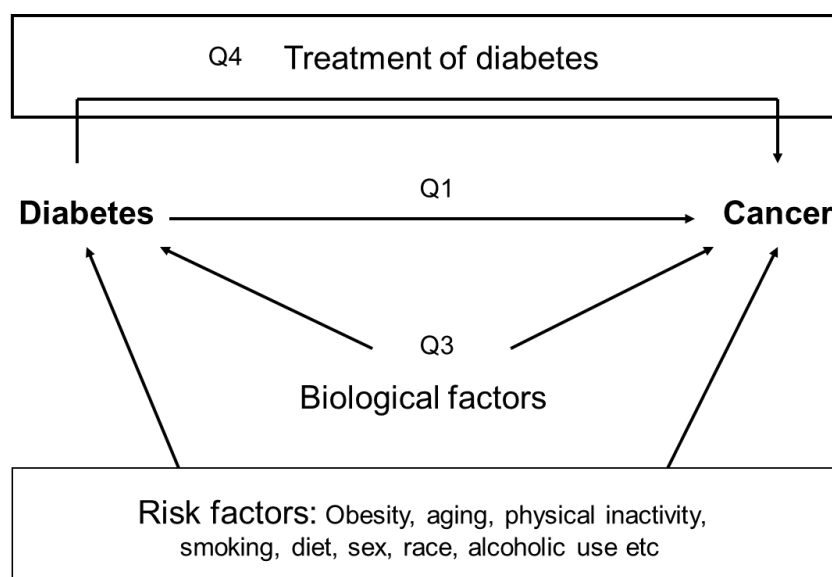 Q4 Treatment of diabetes
Q1
Diabetes
Cancer
Q3
Biological factors
Risk factors: Obesity, aging, physical inactivity,
smoking, diet, sex, race, alcoholic use etc